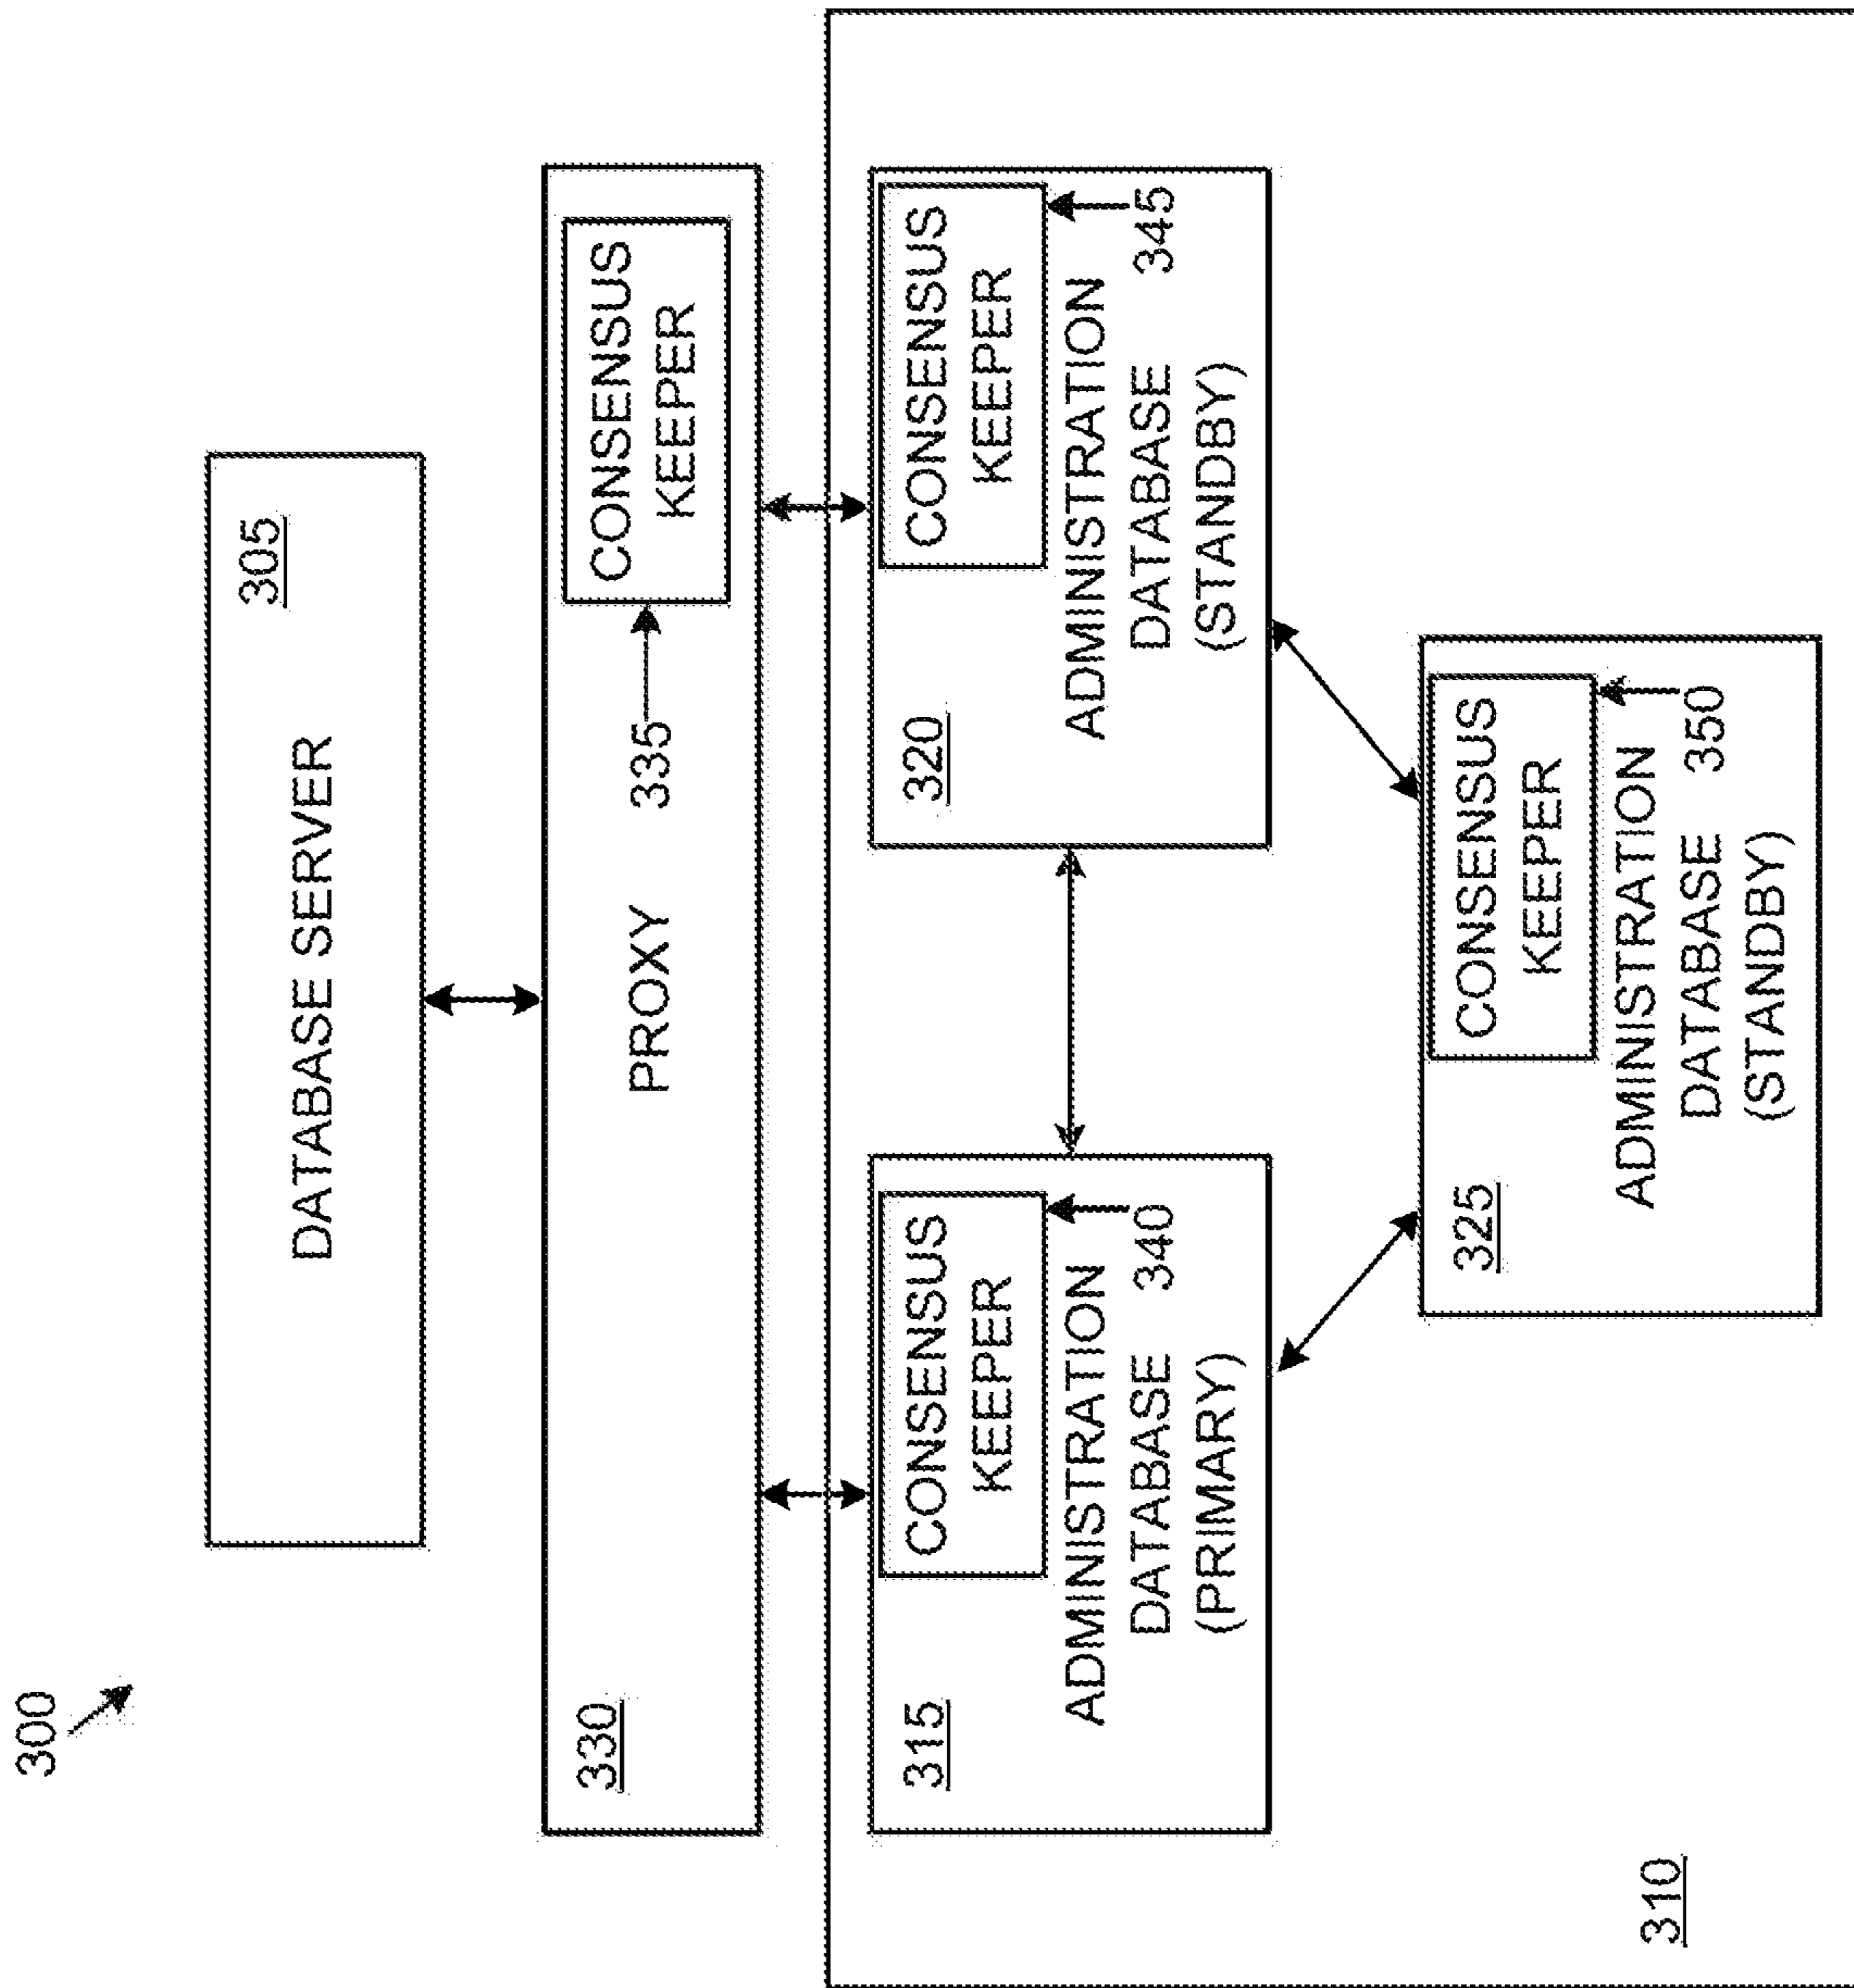 300
305
DATABASE SERVER
330
PROXY
335
CONSENSUS
KEEPER
315
CONSENSUS
KEEPER
340
ADMINISTRATION
DATABASE
(PRIMARY)
320
CONSENSUS
KEEPER
345
ADMINISTRATION
DATABASE
(STANDBY)
325
CONSENSUS
KEEPER
350
ADMINISTRATION
DATABASE
(STANDBY)
310